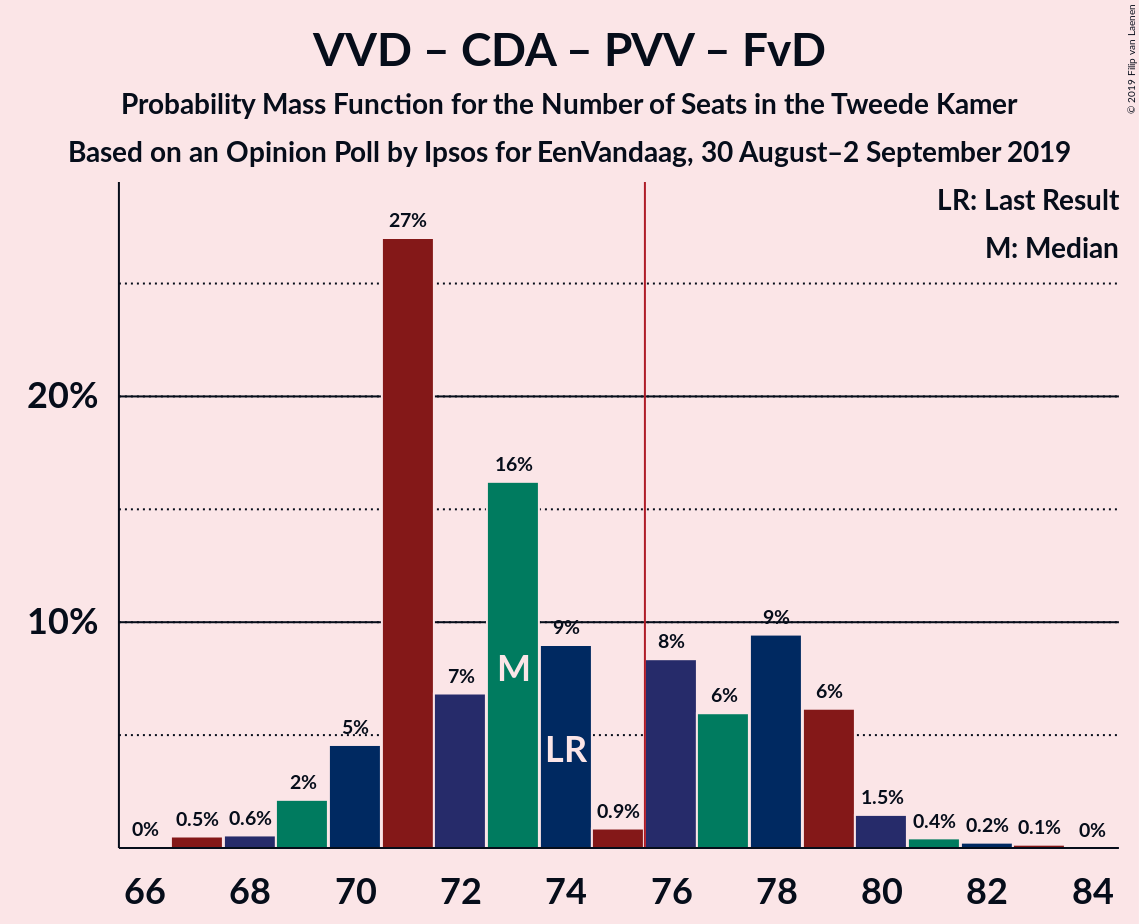 VVD – CDA – PVV – FvD
Probability Mass Function for the Number of Seats in the Tweede Kamer
Based on an Opinion Poll by Ipsos for EenVandaag, 30 August–2 September 2019
© 2019 Filip van Laenen
LR: Last Result
M: Median
20%
10%
0% 0.5% 0.6% 2% 5% 27% 7% 16% 9% 0.9% 8% 6% 9% 6% 1.5% 0.4% 0.2% 0.1% 0%
M
LR
66 68 70 72 74 76 78 80 82 84